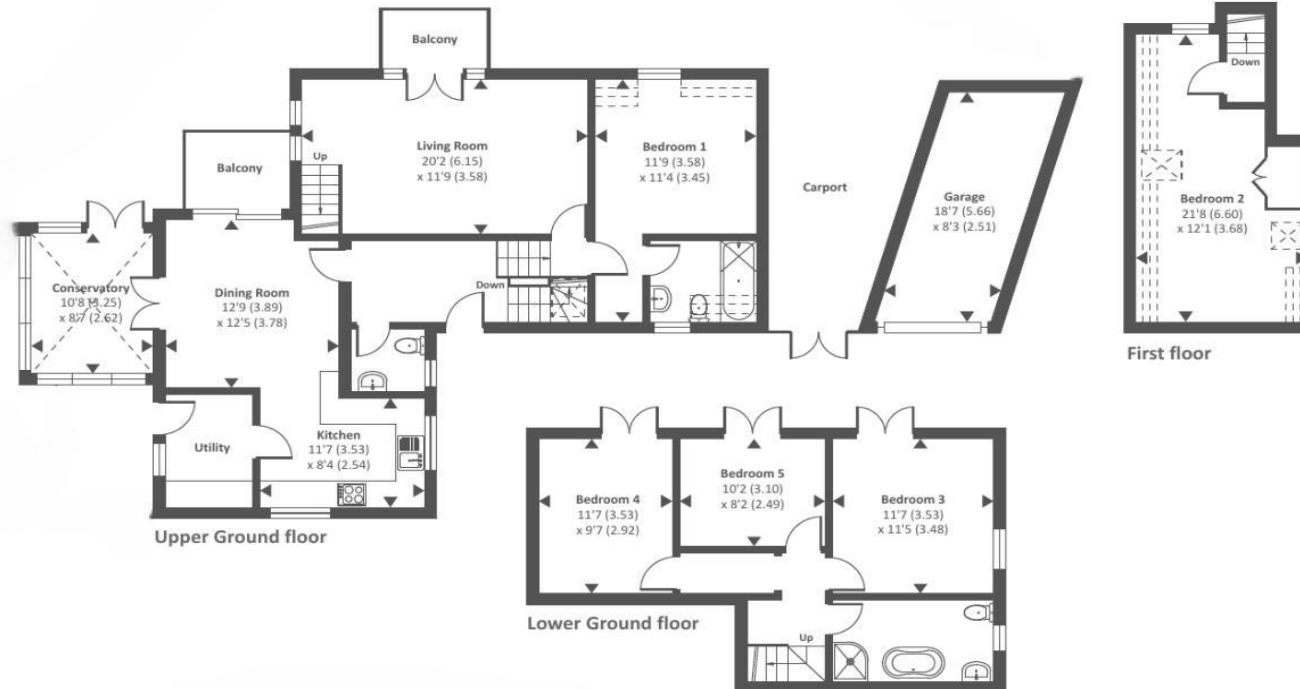 Balcony
Living Room
20'2 (6.15)
x 11'9 (3.58)
Up
Bedroom 1
11'9 (3.58)
x 11'4 (3.45)
Balcony
Carport
Garage
18'7 (5.66)
x 8'3 (2.51)
Conservatory
10'8 (3.25)
x 8'7 (2.62)
Dining Room
12'9 (3.89)
x 12'5 (3.78)
Down
Utility
Kitchen
11'7 (3.53)
x 8'4 (2.54)
Upper Ground floor
Down
Bedroom 2
21'8 (6.60)
x 12'1 (3.68)
First floor
Bedroom 4
11'7 (3.53)
x 9'7 (2.92)
Bedroom 5
10'2 (3.10)
x 8'2 (2.49)
Bedroom 3
11'7 (3.53)
x 11'5 (3.48)
Up
Lower Ground floor